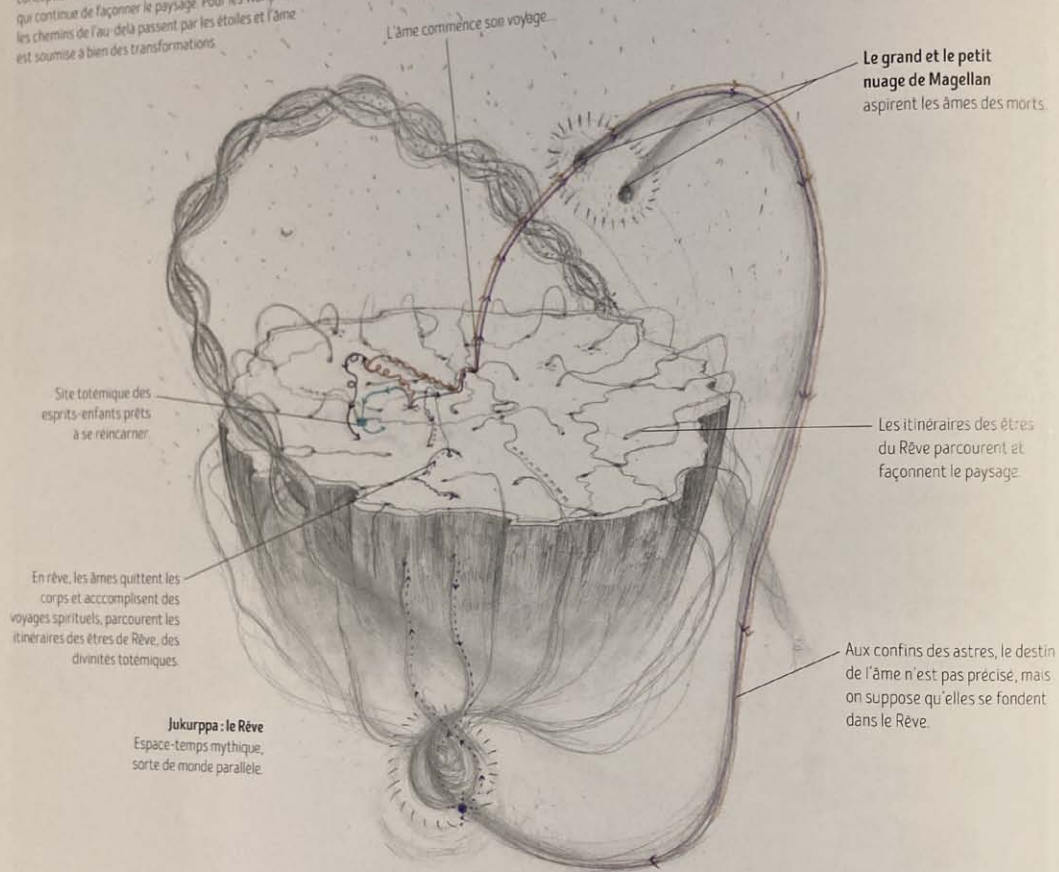 qui continue de façonner le paysage. Pour les
les chemins de l'au-delà passent par les étoiles et l'âme
est soumise à bien des transformations.
L'âme commence son voyage...
Le grand et le petit
nuage de Magellan
aspirent les âmes des morts.
Site totémique des
esprits-enfants prêts
à se réincarner.
Les itinéraires des êtres
du Rêve parcourent et
façonnent le paysage.
En rêve, les âmes quittent les
corps et acccomplisent des
voyages spirituels, parcourent les
itinéraires des êtres de Rêve, des
divinités totémiques.
Aux confins des astres, le destin
de l'âme n'est pas précisé, mais
on suppose qu'elles se fondent
dans le Rêve.
Jukurppa : le Rêve
Espace-temps mythique,
sorte de monde parallèle.